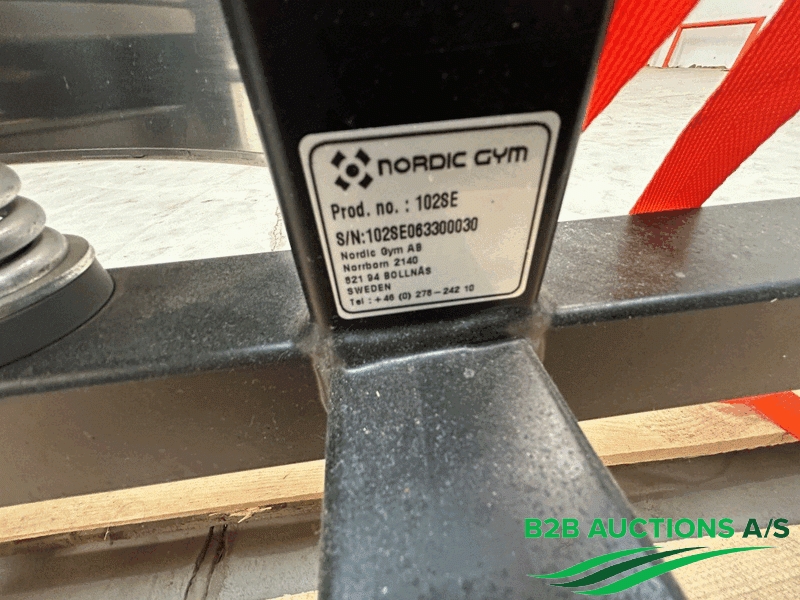 NORDIC GYM
Prod. no. : 102SE
S/N:102SE063300030
Nordic Gym AB
Norrborn 2140
821 94 BOLLNÄS
SWEDEN
Tel : +46 (0) 278-242 10
B2B AUCTIONS A/S